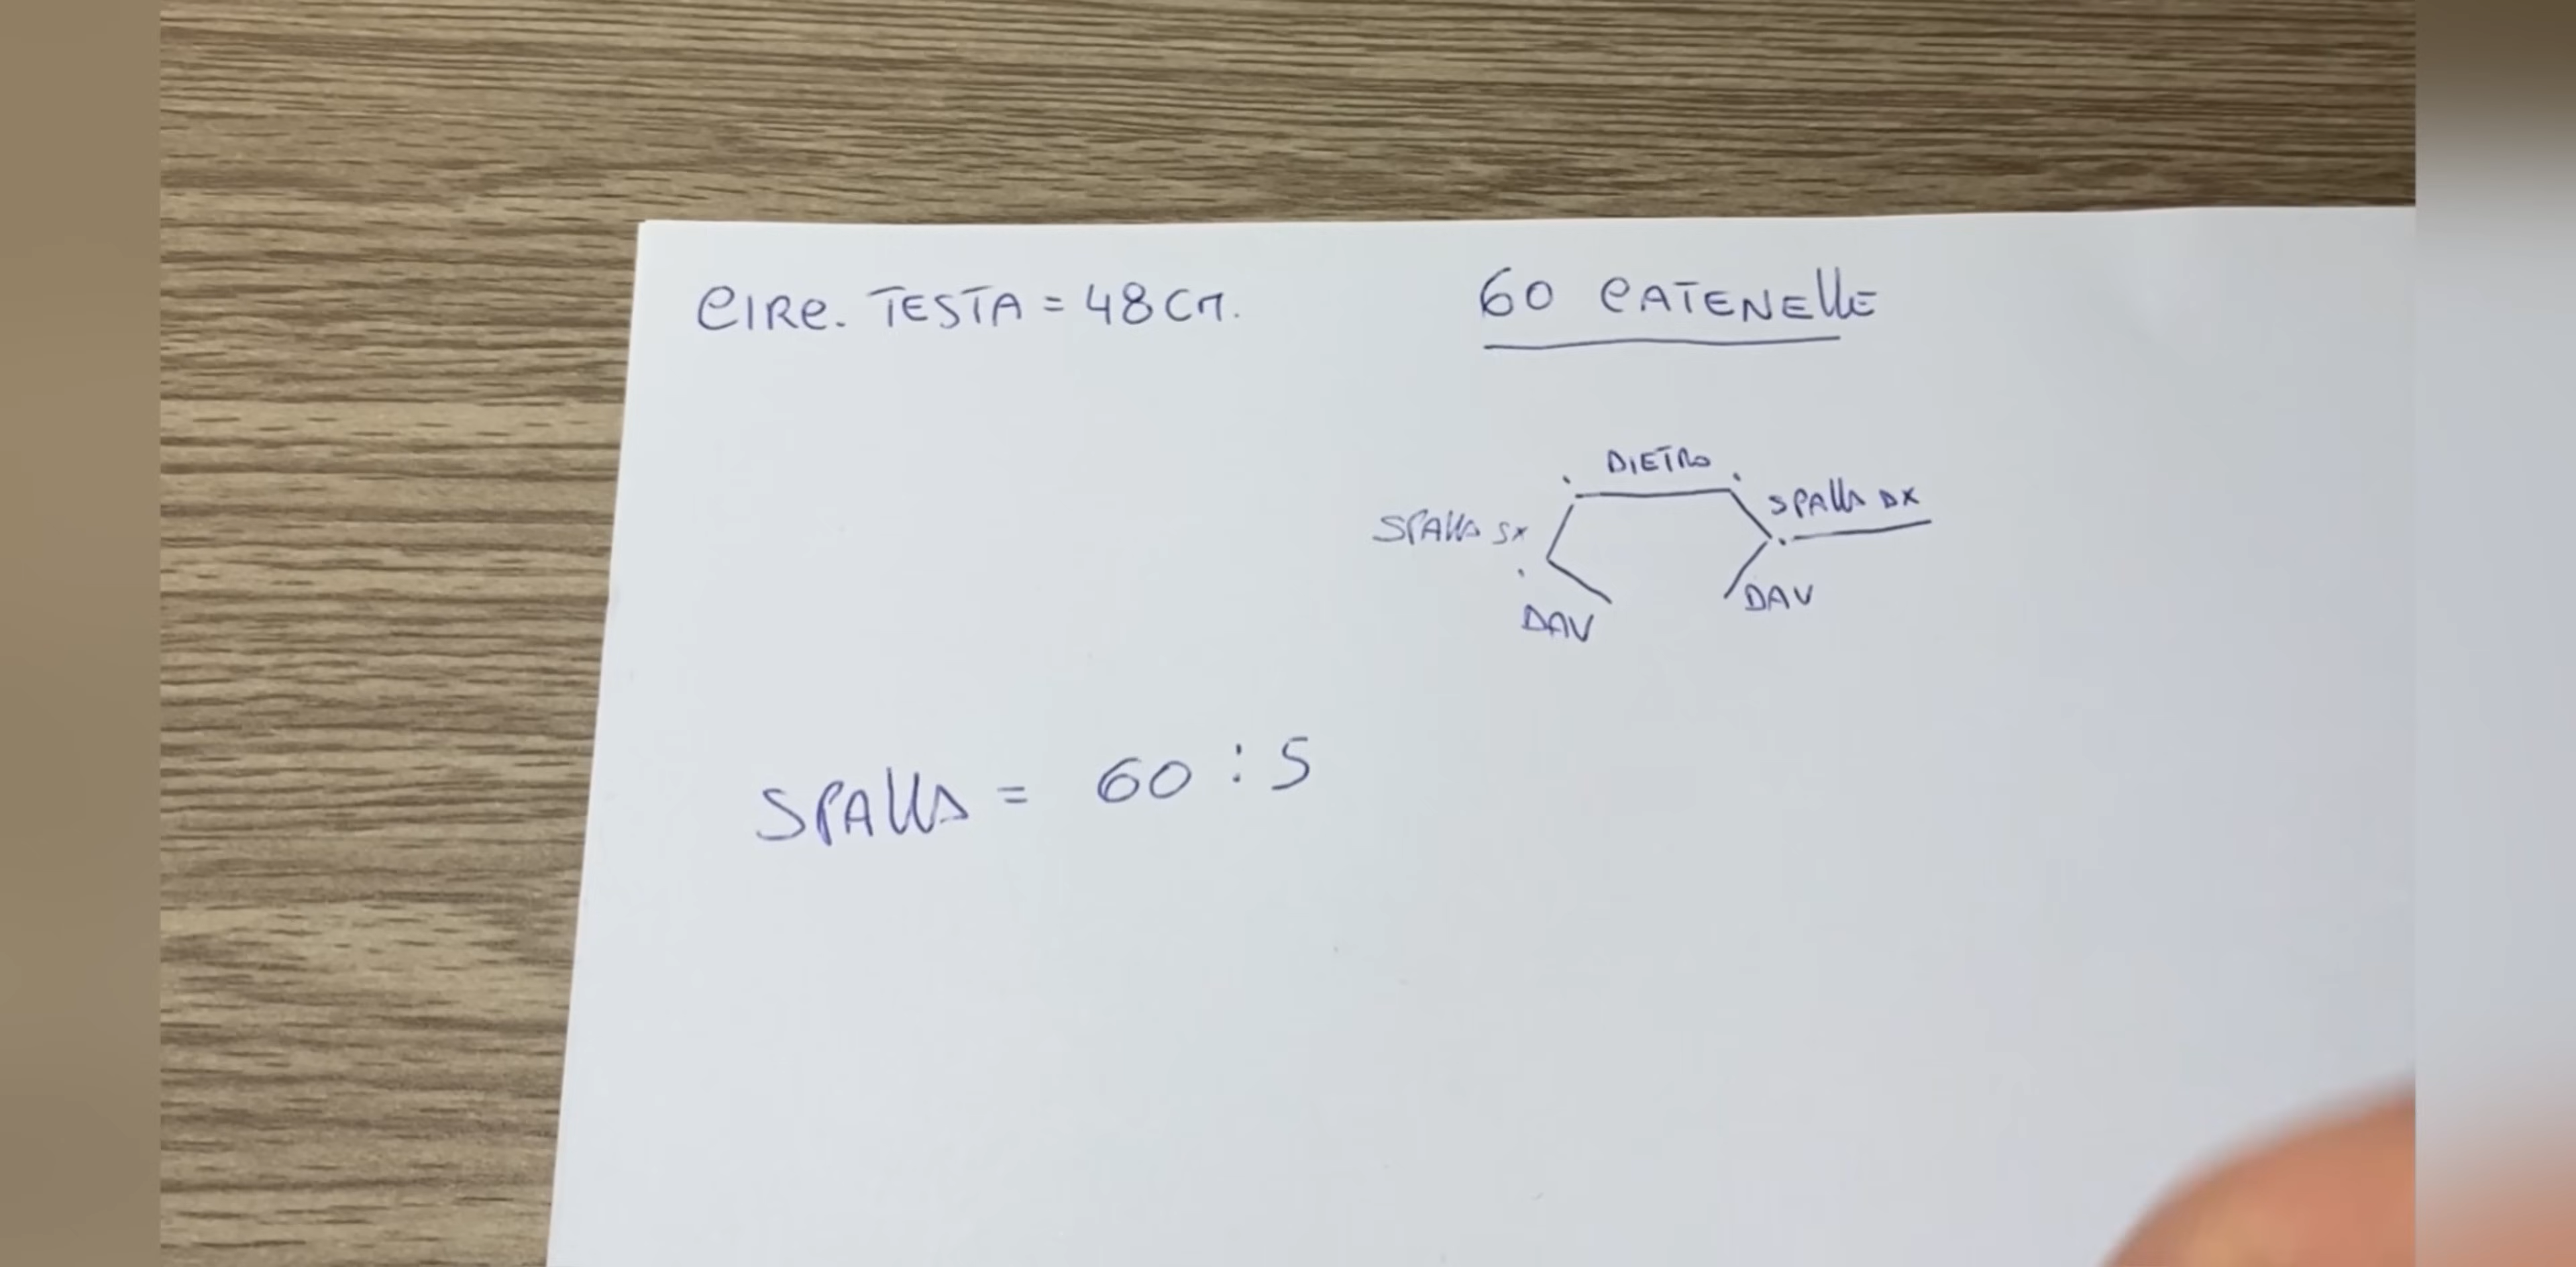 CIRC. TESTA = 48 CM.
60 CATENELLE
DIETRO
SPALLA DX
SPALLA SX
DAV
DAV
SPALLA = 60 : 5